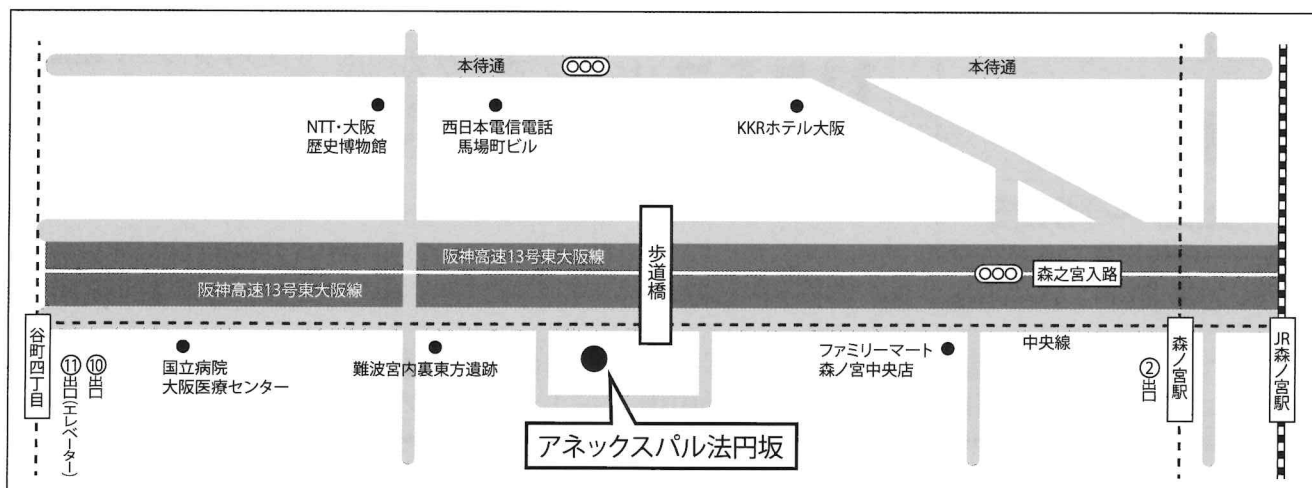 本待通
本待通
NTT・大阪
歴史博物館
西日本電信電話
馬場町ビル
KKRホテル大阪
阪神高速13号東大阪線
歩道橋
森之宮入路
阪神高速13号東大阪線
谷町四丁目
⑪出口(エレベーター)
⑩出口
国立病院
大阪医療センター
難波宮内裏東方遺跡
ファミリーマート
森ノ宮中央店
中央線
②出口
森ノ宮駅
JR森ノ宮駅
アネックスパル法円坂